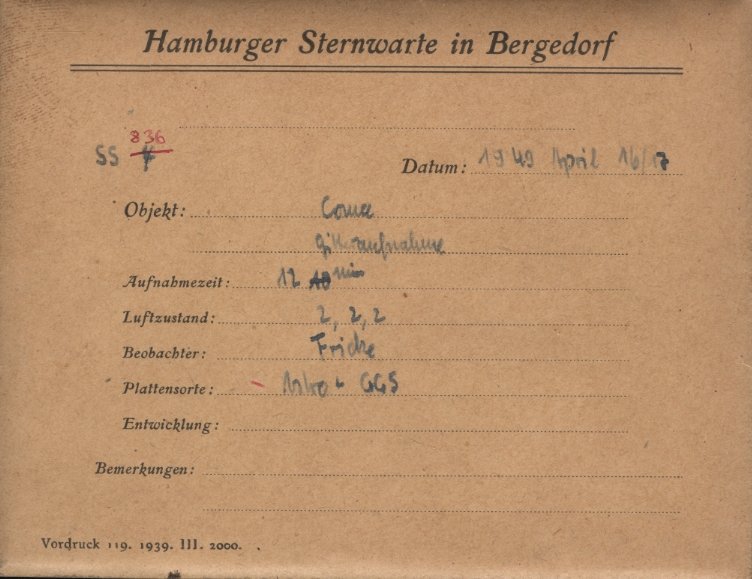 Hamburger Sternwarte in Bergedorf
836
SS
Datum: 1949 April 16/17
Objekt: Coma
Gitteraufnahme
Aufnahmezeit: 12 min
Luftzustand: 2, 2, 2
Beobachter: Fricke
Plattensorte: Astro - GGS
Entwicklung:
Bemerkungen:
Vordruck 119. 1939. III. 2000.